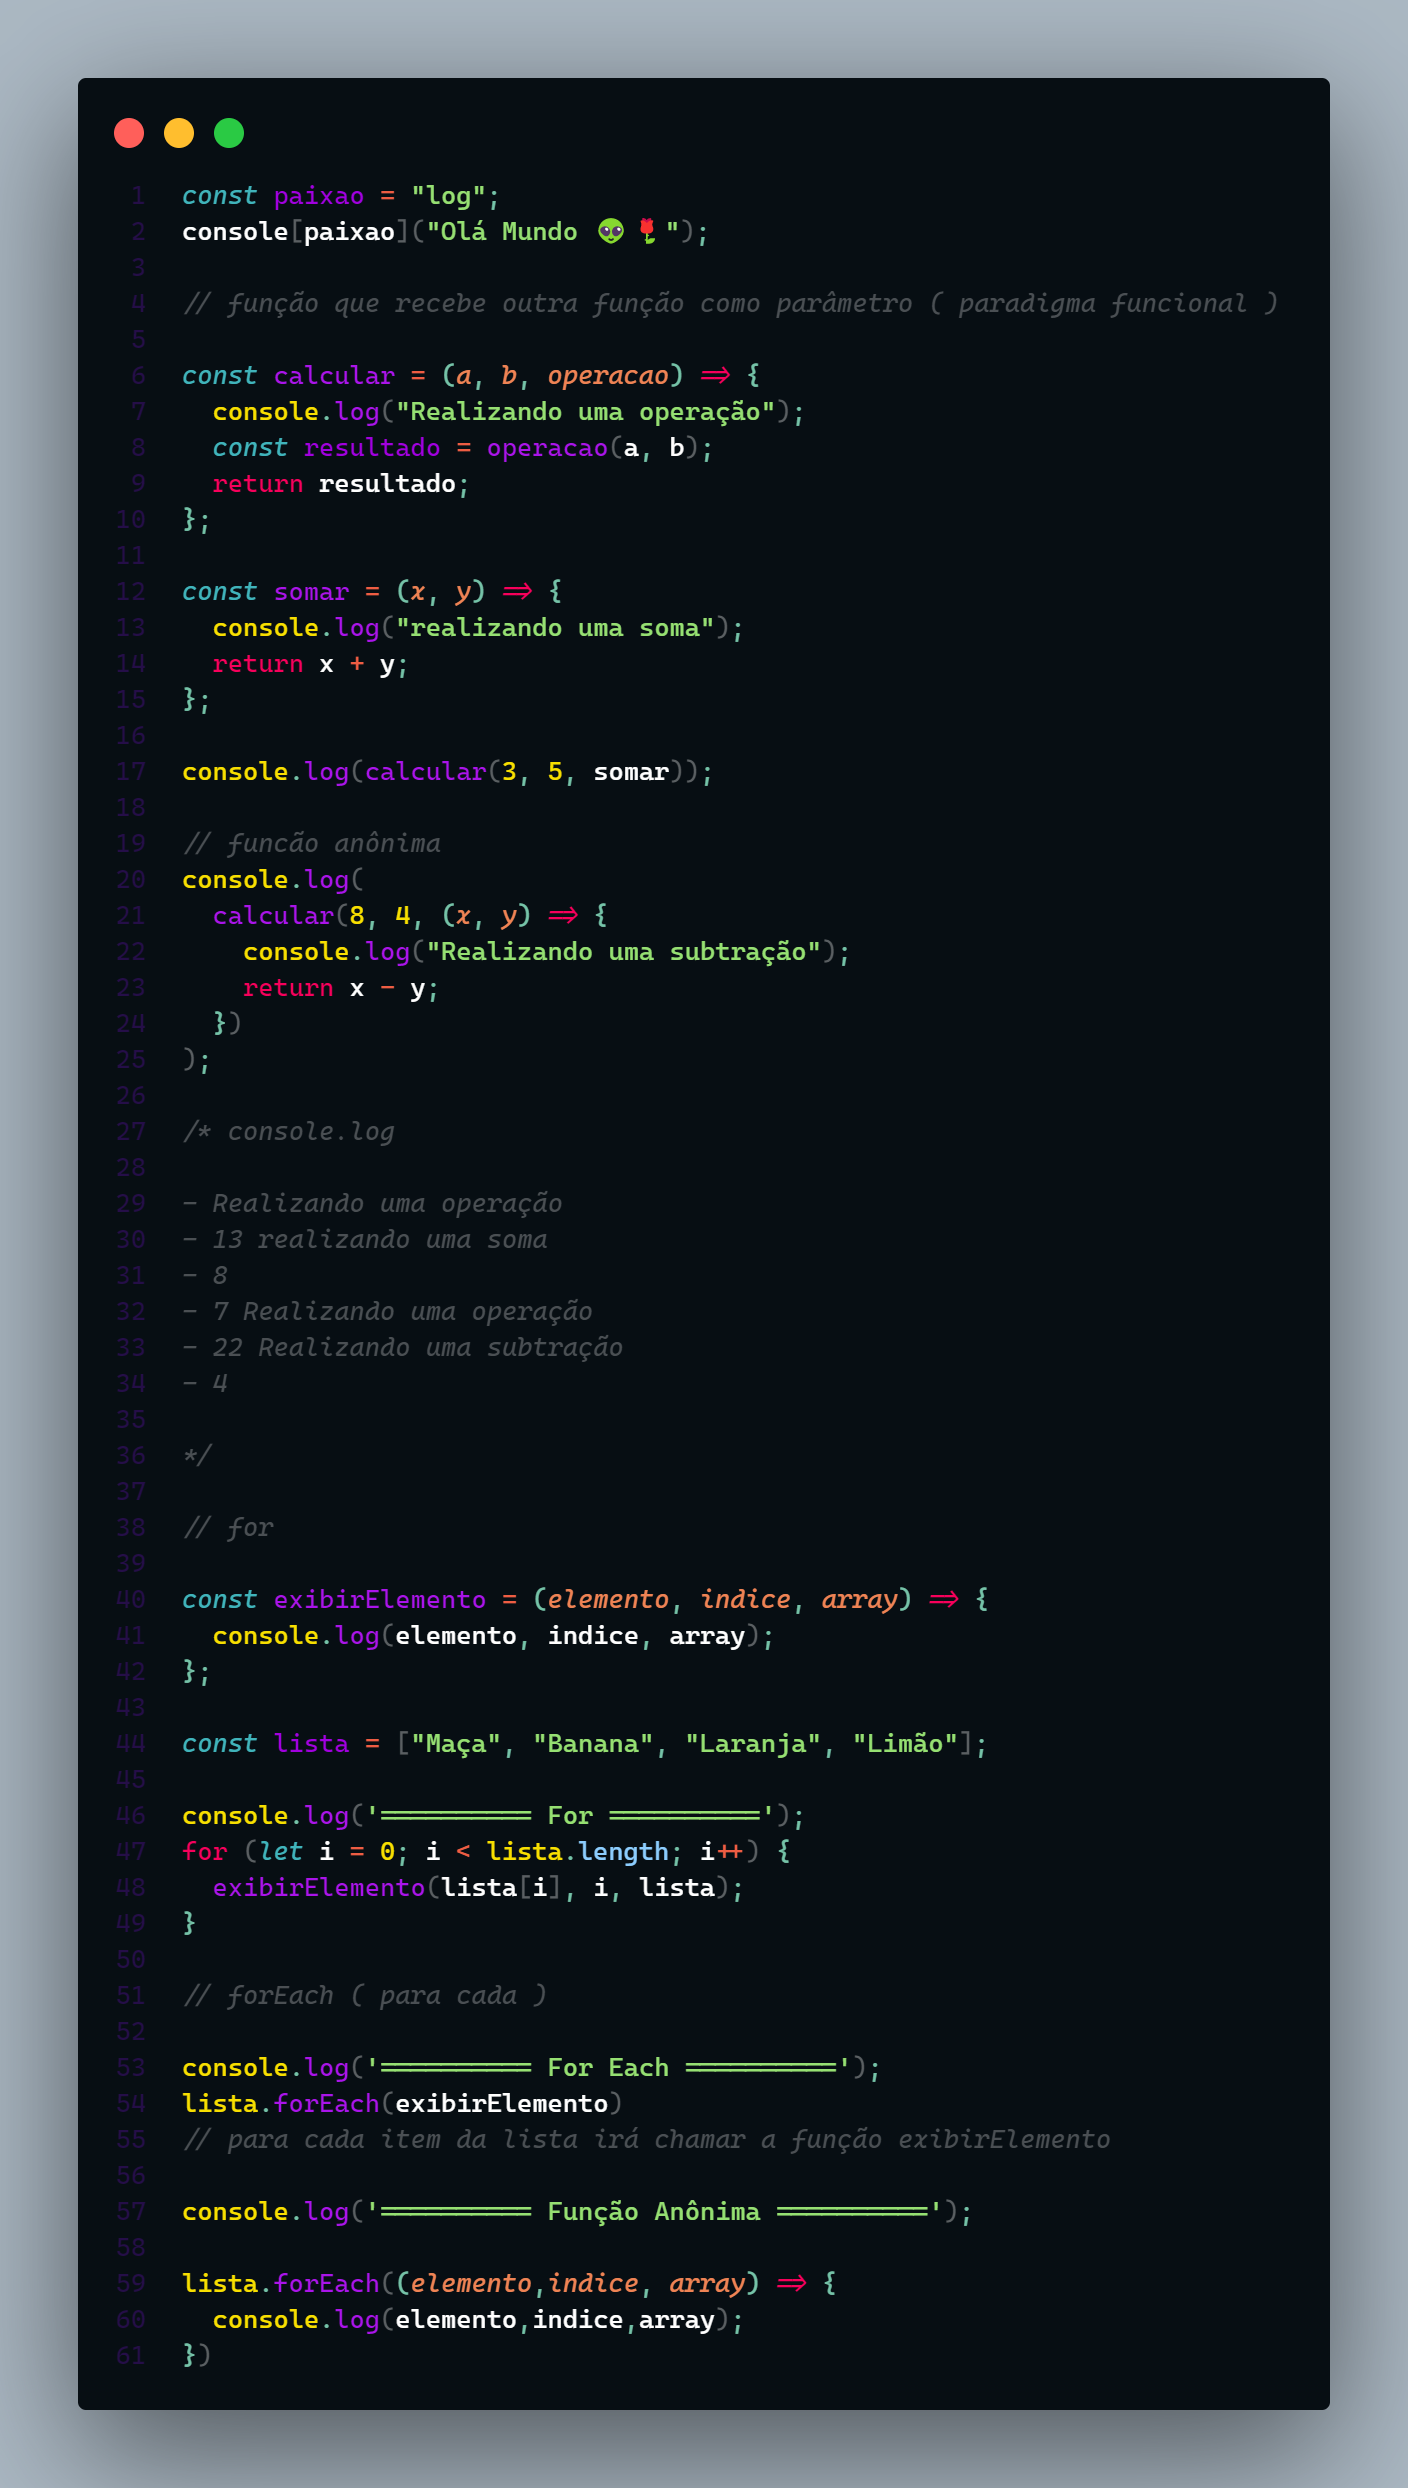 1 const paixao = "log";
2 console[paixao]("Olá Mundo 👽🌹");
3
4 // função que recebe outra função como parâmetro ( paradigma funcional )
5
6 const calcular = (a, b, operacao) => {
7   console.log("Realizando uma operação");
8   const resultado = operacao(a, b);
9   return resultado;
10 };
11
12 const somar = (x, y) => {
13   console.log("realizando uma soma");
14   return x + y;
15 };
16
17 console.log(calcular(3, 5, somar));
18
19 // funcão anônima
20 console.log(
21   calcular(8, 4, (x, y) => {
22     console.log("Realizando uma subtração");
23     return x - y;
24   })
25 );
26
27 /* console.log
28
29 - Realizando uma operação
30 - 13 realizando uma soma
31 - 8
32 - 7 Realizando uma operação
33 - 22 Realizando uma subtração
34 - 4
35
36 */
37
38 // for
39
40 const exibirElemento = (elemento, indice, array) => {
41   console.log(elemento, indice, array);
42 };
43
44 const lista = ["Maça", "Banana", "Laranja", "Limão"];
45
46 console.log('========== For ==========');
47 for (let i = 0; i < lista.length; i++) {
48   exibirElemento(lista[i], i, lista);
49 }
50
51 // forEach ( para cada )
52
53 console.log('========== For Each ==========');
54 lista.forEach(exibirElemento)
55 // para cada item da lista irá chamar a função exibirElemento
56
57 console.log('========== Função Anônima ==========');
58
59 lista.forEach((elemento,indice, array) => {
60   console.log(elemento,indice,array);
61 })